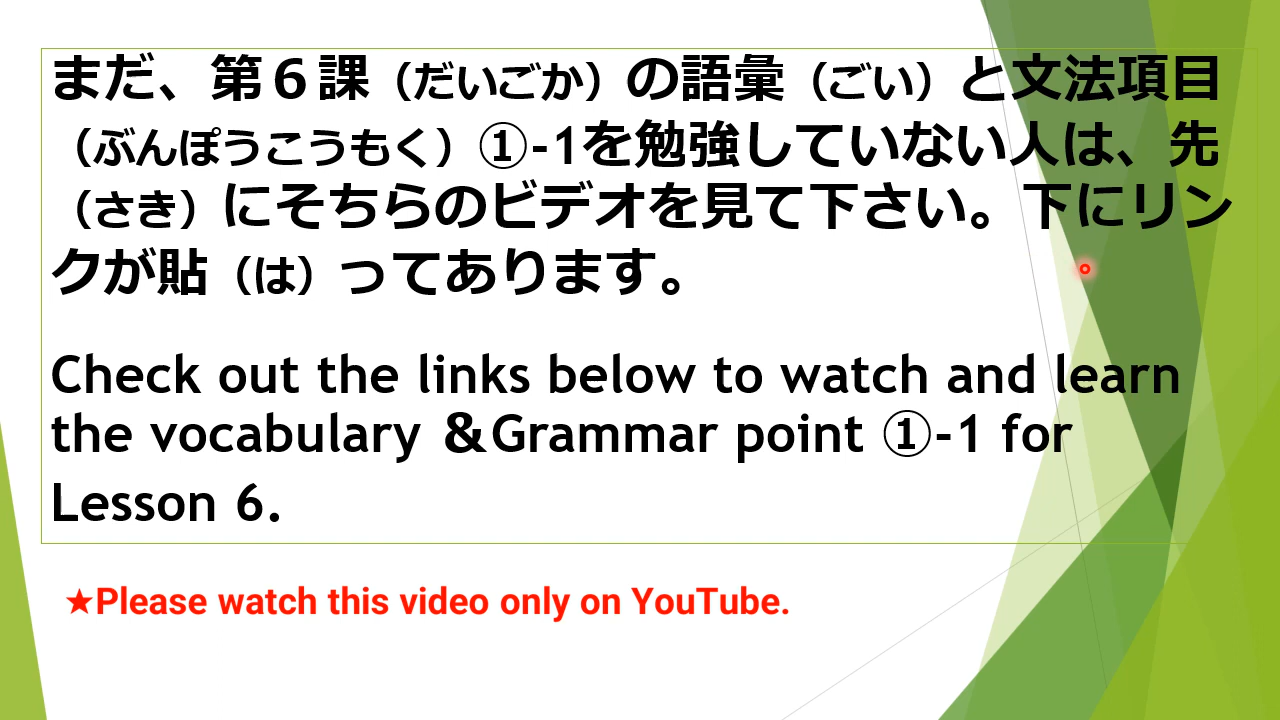 まだ、第６課（だいごか）の語彙（ごい）と文法項目
（ぶんぽうこうもく）①-1を勉強していない人は、先
（さき）にそちらのビデオを見て下さい。下にリン
クが貼（は）ってあります。
Check out the links below to watch and learn
the vocabulary ＆Grammar point ①-1 for
Lesson 6.
★Please watch this video only on YouTube.